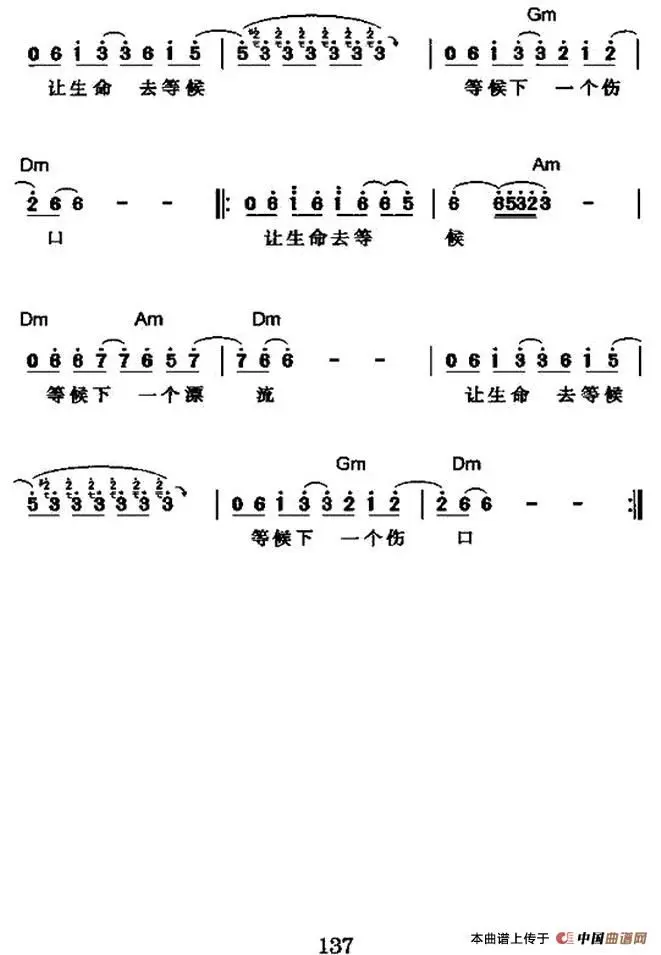 Gm
0 6 1 3 3 6 1 5 | 5 3 3 3 3 3 3 | 0 6 1 3 3 2 1 2 |
让生命 去等候 等候下 一个伤
Dm Am
2 6 6 - - |: 0 6 1 6 1 6 6 5 | 6 6532 3 - |
口 让生命去等 候
Dm Am Dm
0 6 6 7 7 6 5 7 | 7 6 6 - - | 0 6 1 3 3 6 1 5 |
等候下 一个漂 流 让生命 去等候
Gm Dm
5 3 3 3 3 3 3 | 0 6 1 3 3 2 1 2 | 2 6 6 - - :|
等候下 一个伤 口
137
本曲谱上传于 中国曲谱网